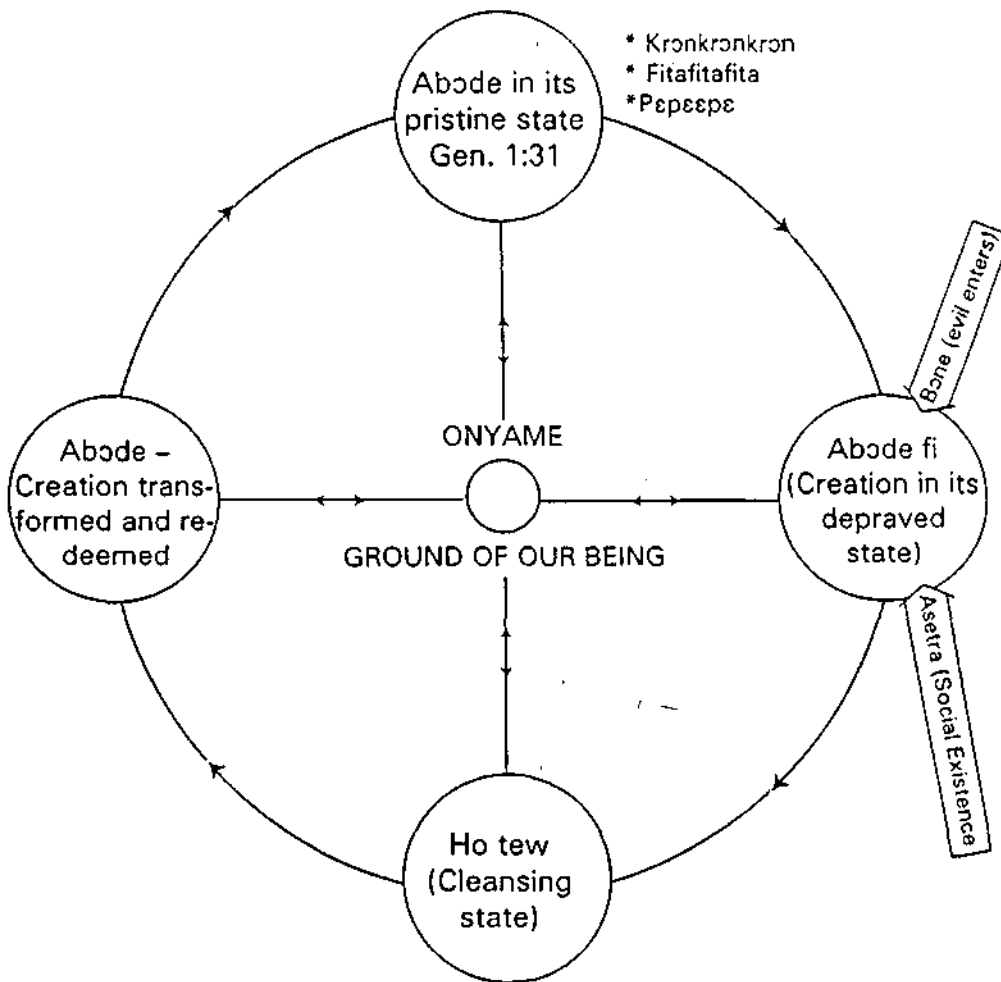 Abɔde in its
pristine state
Gen. 1:31
* Krɔnkrɔnkrɔn
* Fitafitafita
*Pɛpɛɛpɛ
Bɔne (evil enters)
Abɔde fi
(Creation in its
depraved
state)
Asetra (Social Existence
Ho tew
(Cleansing
state)
Abɔde –
Creation trans-
formed and re-
deemed
ONYAME
GROUND OF OUR BEING